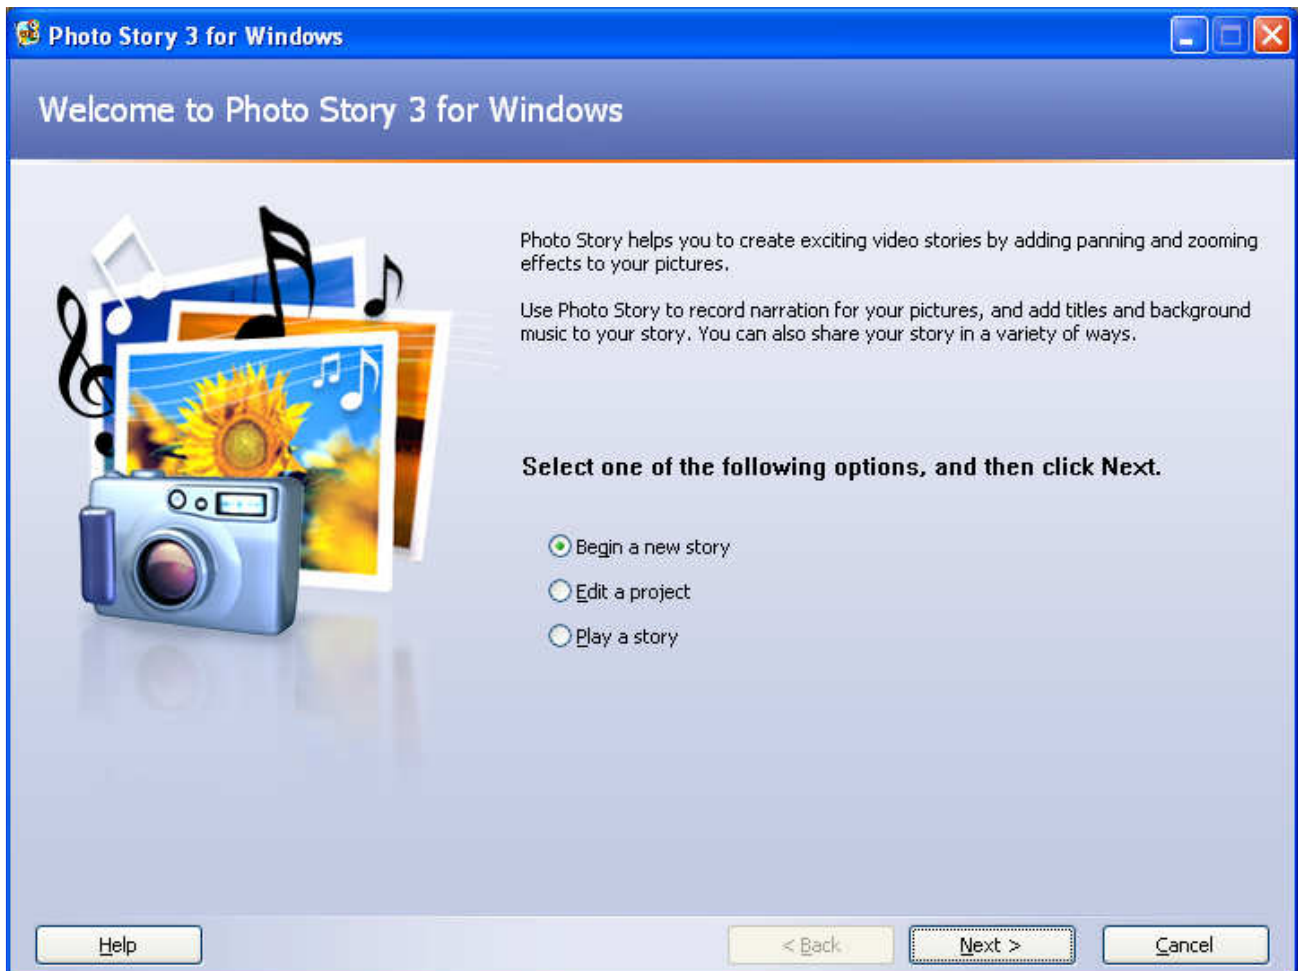 Photo Story 3 for Windows
Welcome to Photo Story 3 for Windows
Photo Story helps you to create exciting video stories by adding panning and zooming
effects to your pictures.
Use Photo Story to record narration for your pictures, and add titles and background
music to your story. You can also share your story in a variety of ways.
Select one of the following options, and then click Next.
Begin a new story
Edit a project
Play a story
Help
< Back
Next >
Cancel